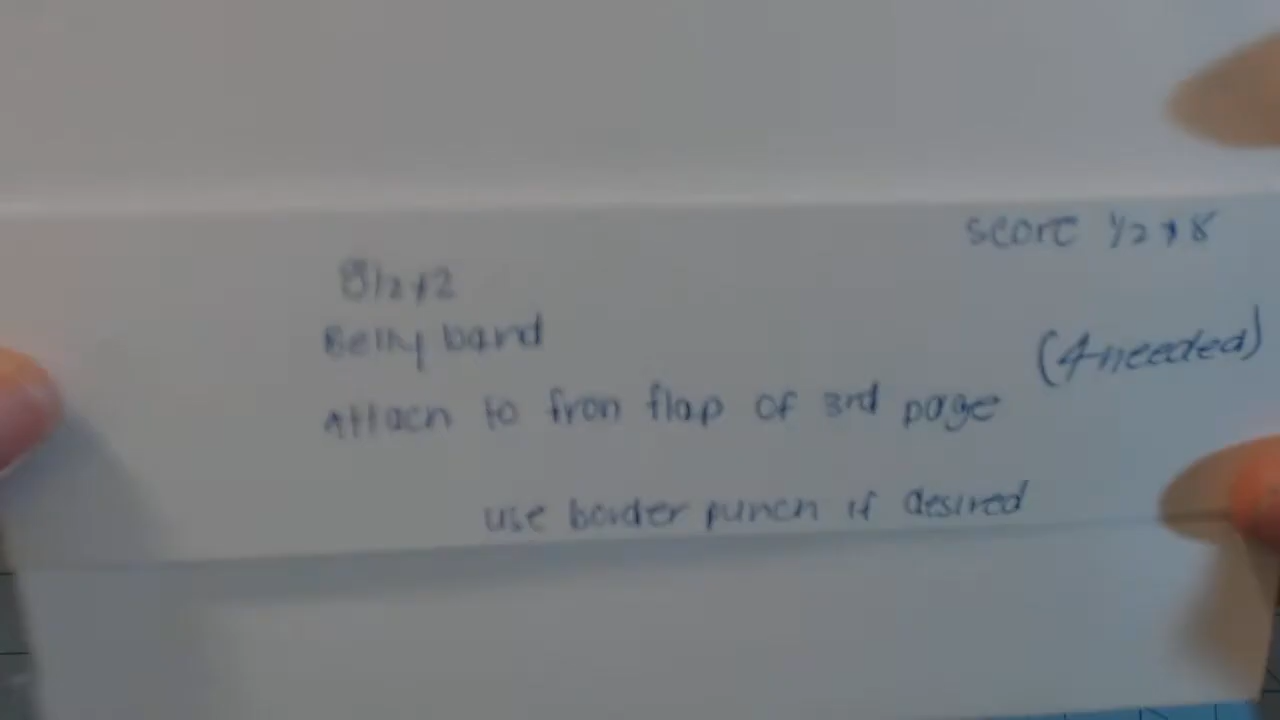 score 1/2 & 8
8 1/2 x 2
Belly band
(4 needed)
Attach to fron flap of 3rd page
use border punch if desired